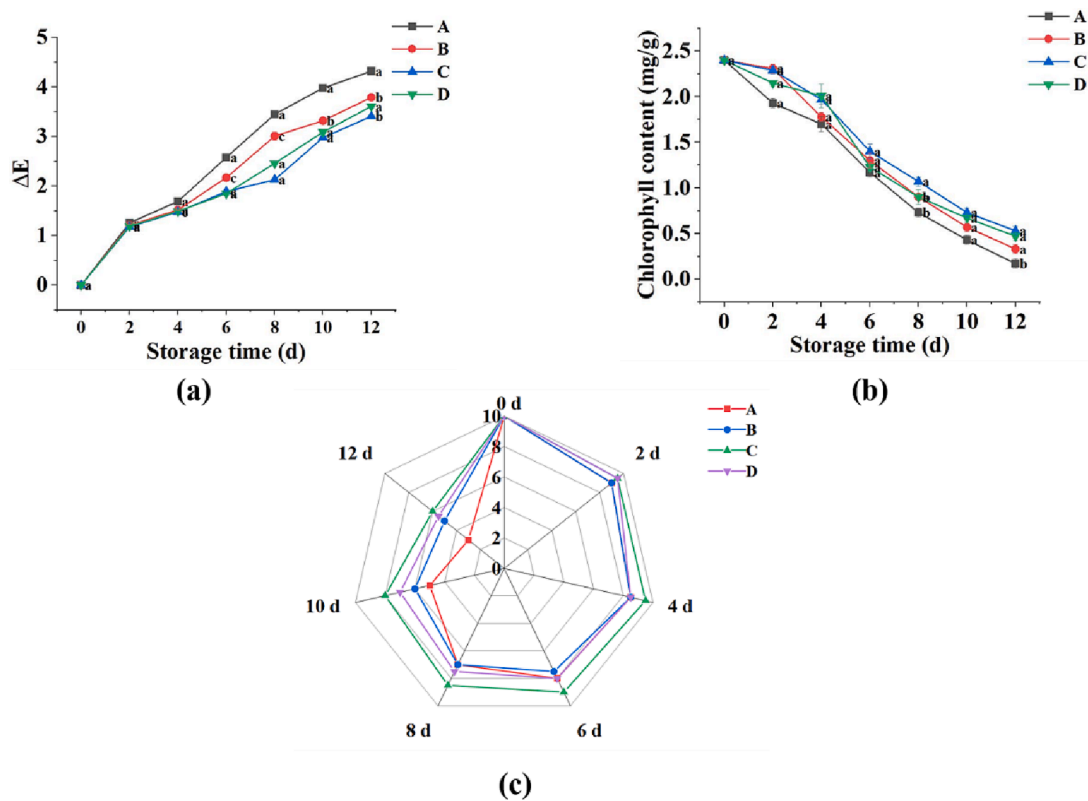 A
B
C
D
5
4
3
2
1
0
ΔE
a
a
a
a
a
a
a
a
c
c
b
b
a
a
a
a
a
b
0 2 4 6 8 10 12
Storage time (d)
(a)
A
B
C
D
2.5
2.0
1.5
1.0
0.5
0.0
Chlorophyll content (mg/g)
a
a
a
a
a
a
a
a
a
a
a
a
a
a
b
b
a
a
a
a
a
a
b
0 2 4 6 8 10 12
Storage time (d)
(b)
A
B
C
D
0 d
10
8
6
4
2
0
2 d
4 d
6 d
8 d
10 d
12 d
(c)